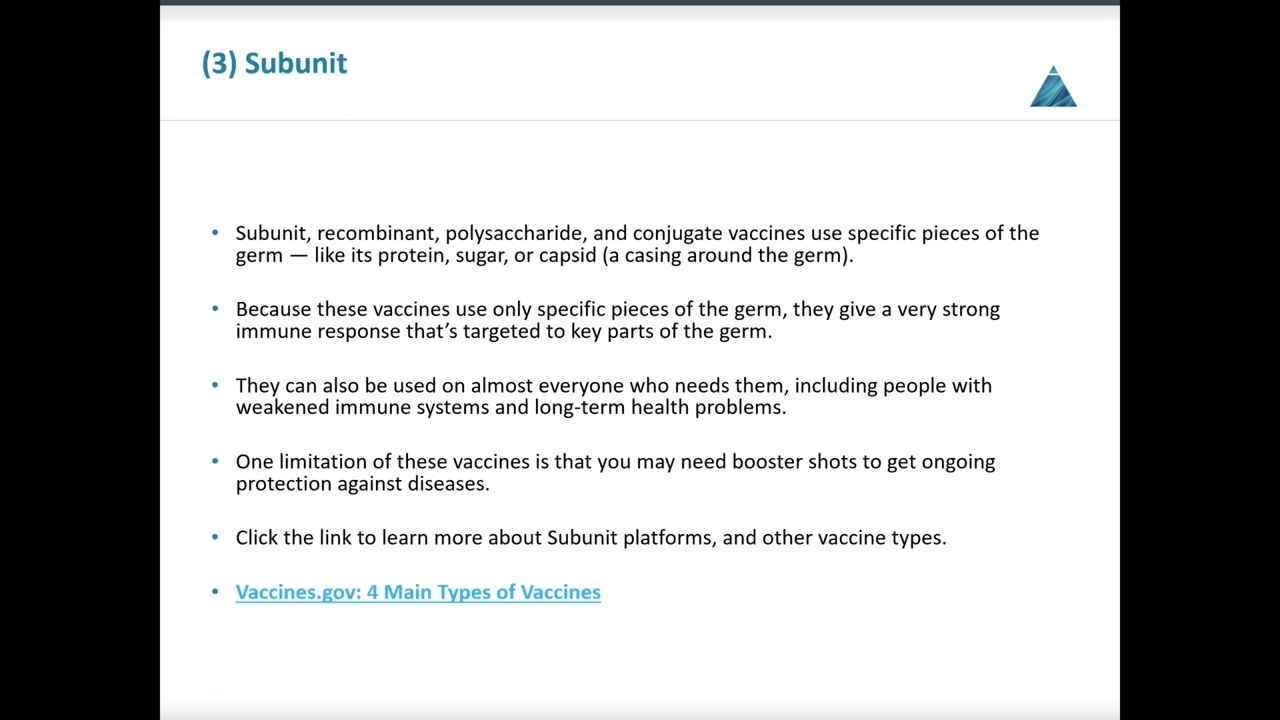 (3) Subunit
• Subunit, recombinant, polysaccharide, and conjugate vaccines use specific pieces of the
germ — like its protein, sugar, or capsid (a casing around the germ).
• Because these vaccines use only specific pieces of the germ, they give a very strong
immune response that’s targeted to key parts of the germ.
• They can also be used on almost everyone who needs them, including people with
weakened immune systems and long-term health problems.
• One limitation of these vaccines is that you may need booster shots to get ongoing
protection against diseases.
• Click the link to learn more about Subunit platforms, and other vaccine types.
• Vaccines.gov: 4 Main Types of Vaccines